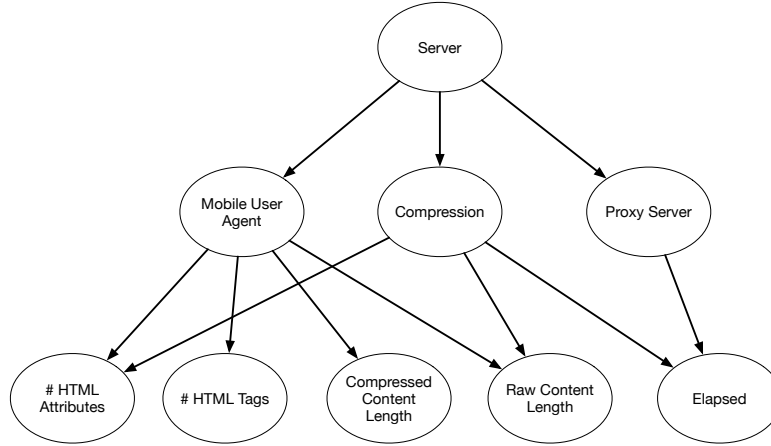 Server
Mobile User
Agent
Compression
Proxy Server
# HTML
Attributes
# HTML Tags
Compressed
Content
Length
Raw Content
Length
Elapsed